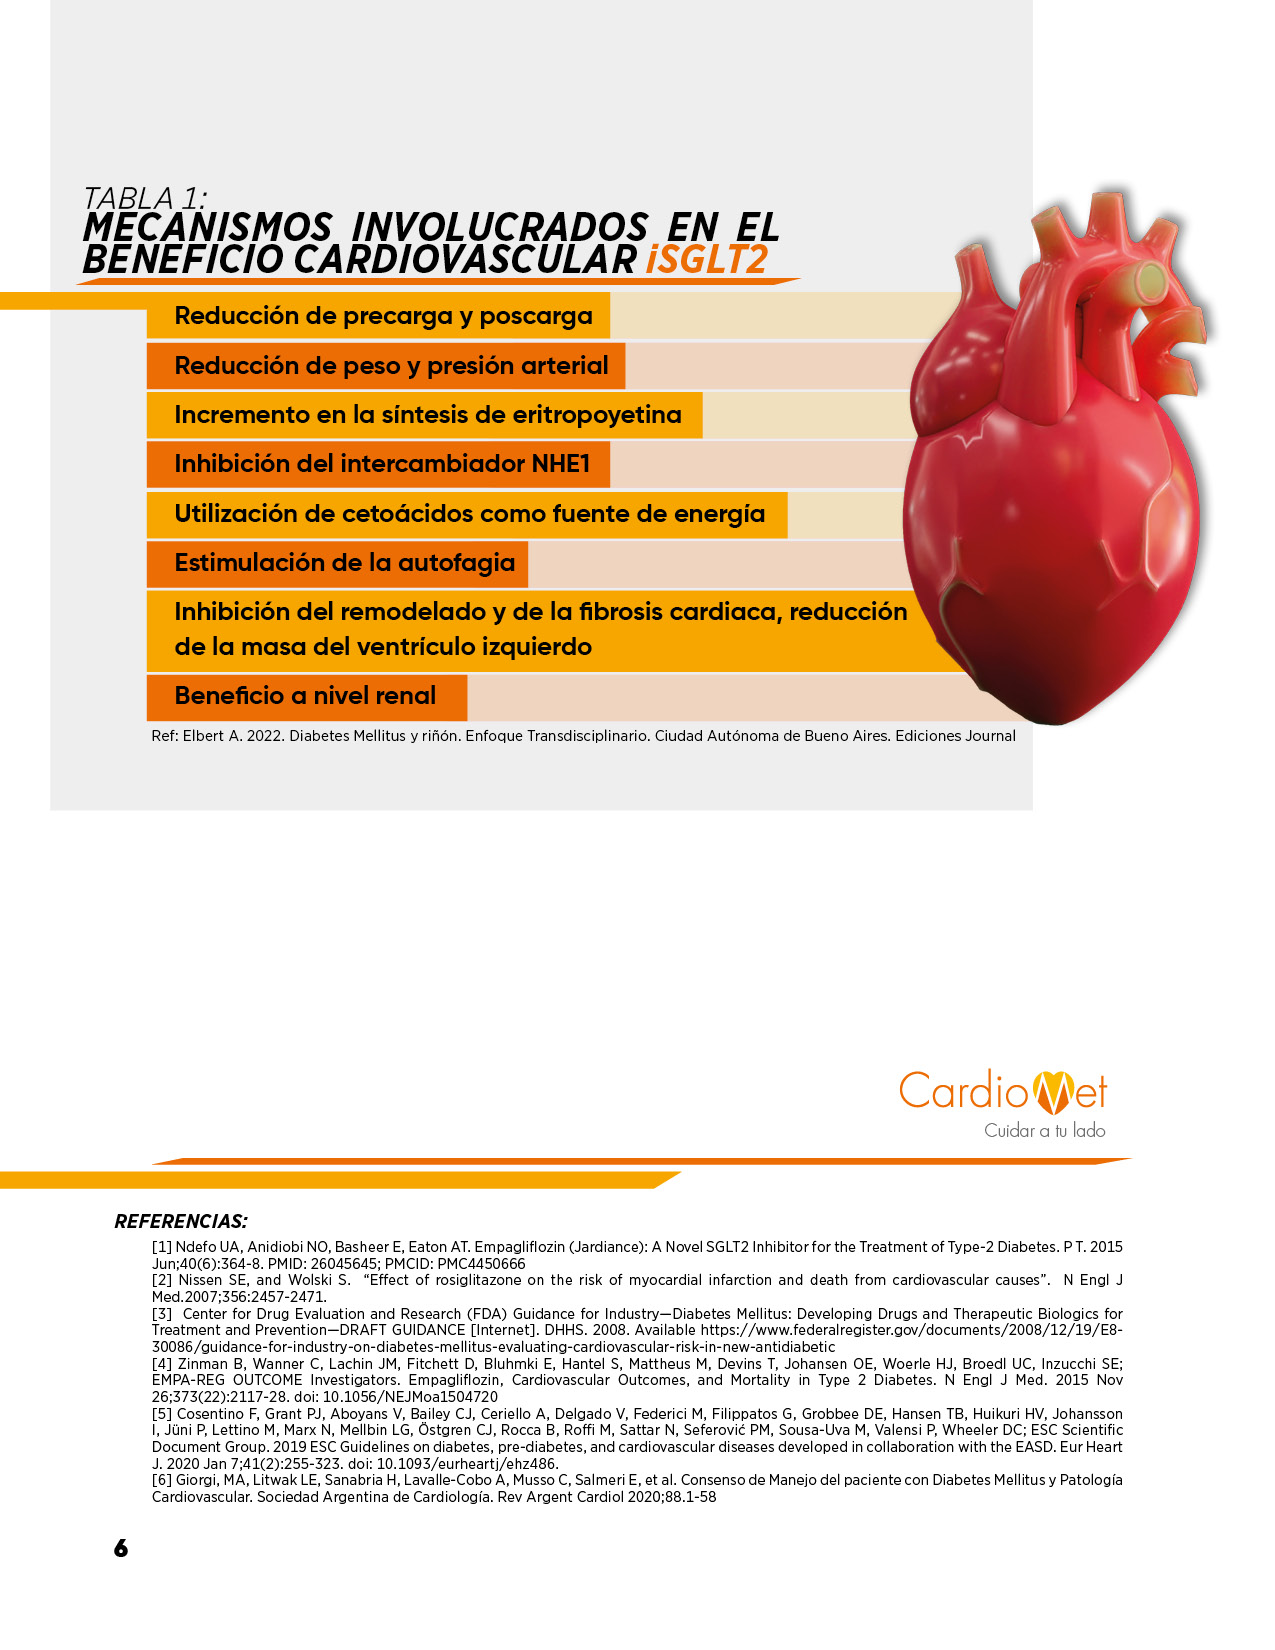 TABLA 1:
MECANISMOS INVOLUCRADOS EN EL
BENEFICIO CARDIOVASCULAR iSGLT2
Reducción de precarga y poscarga
Reducción de peso y presión arterial
Incremento en la síntesis de eritropoyetina
Inhibición del intercambiador NHE1
Utilización de cetoácidos como fuente de energía
Estimulación de la autofagia
Inhibición del remodelado y de la fibrosis cardiaca, reducción
de la masa del ventrículo izquierdo
Beneficio a nivel renal
Ref: Elbert A. 2022. Diabetes Mellitus y riñón. Enfoque Transdisciplinario. Ciudad Autónoma de Bueno Aires. Ediciones Journal
CardioMet
Cuidar a tu lado
REFERENCIAS:
[1] Ndefo UA, Anidiobi NO, Basheer E, Eaton AT. Empagliflozin (Jardiance): A Novel SGLT2 Inhibitor for the Treatment of Type-2 Diabetes. P T. 2015
Jun;40(6):364-8. PMID: 26045645; PMCID: PMC4450666
[2] Nissen SE, and Wolski S. “Effect of rosiglitazone on the risk of myocardial infarction and death from cardiovascular causes”. N Engl J
Med.2007;356:2457-2471.
[3] Center for Drug Evaluation and Research (FDA) Guidance for Industry—Diabetes Mellitus: Developing Drugs and Therapeutic Biologics for
Treatment and Prevention—DRAFT GUIDANCE [Internet]. DHHS. 2008. Available https://www.federalregister.gov/documents/2008/12/19/E8-
30086/guidance-for-industry-on-diabetes-mellitus-evaluating-cardiovascular-risk-in-new-antidiabetic
[4] Zinman B, Wanner C, Lachin JM, Fitchett D, Bluhmki E, Hantel S, Mattheus M, Devins T, Johansen OE, Woerle HJ, Broedl UC, Inzucchi SE;
EMPA-REG OUTCOME Investigators. Empagliflozin, Cardiovascular Outcomes, and Mortality in Type 2 Diabetes. N Engl J Med. 2015 Nov
26;373(22):2117-28. doi: 10.1056/NEJMoa1504720
[5] Cosentino F, Grant PJ, Aboyans V, Bailey CJ, Ceriello A, Delgado V, Federici M, Filippatos G, Grobbee DE, Hansen TB, Huikuri HV, Johansson
I, Jüni P, Lettino M, Marx N, Mellbin LG, Östgren CJ, Rocca B, Roffi M, Sattar N, Seferović PM, Sousa-Uva M, Valensi P, Wheeler DC; ESC Scientific
Document Group. 2019 ESC Guidelines on diabetes, pre-diabetes, and cardiovascular diseases developed in collaboration with the EASD. Eur Heart
J. 2020 Jan 7;41(2):255-323. doi: 10.1093/eurheartj/ehz486.
[6] Giorgi, MA, Litwak LE, Sanabria H, Lavalle-Cobo A, Musso C, Salmeri E, et al. Consenso de Manejo del paciente con Diabetes Mellitus y Patología
Cardiovascular. Sociedad Argentina de Cardiología. Rev Argent Cardiol 2020;88.1-58
6